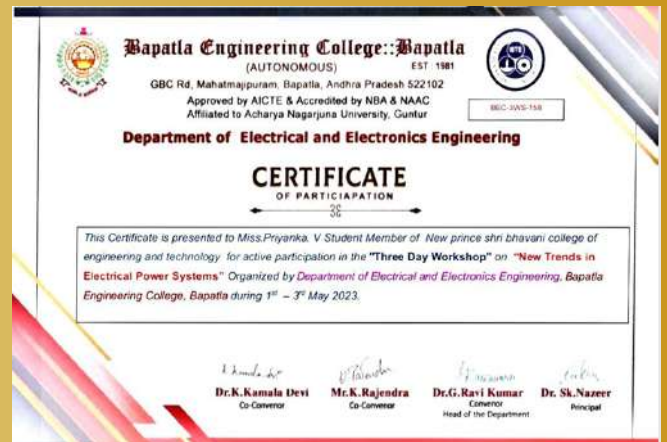 Bapatla Engineering College::Bapatla
(AUTONOMOUS) EST 1981
GBC Rd, Mahatmajipuram, Bapatla, Andhra Pradesh 522102
Approved by AICTE & Accredited by NBA & NAAC
Affiliated to Acharya Nagarjuna University, Guntur
BEC-3WS-158
Department of Electrical and Electronics Engineering
CERTIFICATE
OF PARTICIAPATION
This Certificate is presented to Miss.Priyanka. V Student Member of New prince shri bhavani college of
engineering and technology for active participation in the "Three Day Workshop" on "New Trends in
Electrical Power Systems" Organized by Department of Electrical and Electronics Engineering, Bapatla
Engineering College, Bapatla during 1st – 3rd May 2023.
Dr.K.Kamala Devi Mr.K.Rajendra Dr.G.Ravi Kumar Dr. Sk.Nazeer
Co-Convenor Co-Convenor Convenor Principal
Head of the Department